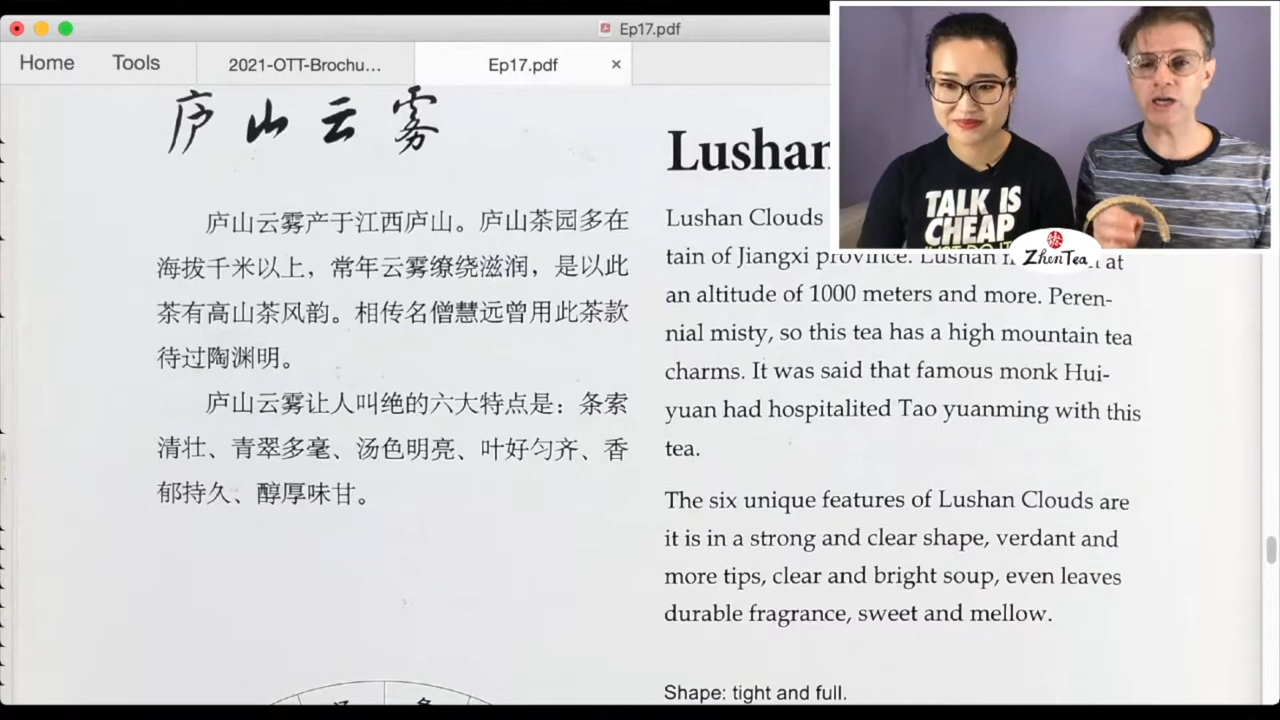 Ep17.pdf
Home
Tools
2021-OTT-Brochu...
Ep17.pdf
×
庐山云雾
庐山云雾产于江西庐山。庐山茶园多在
海拔千米以上，常年云雾缭绕滋润，是以此
茶有高山茶风韵。相传名僧慧远曾用此茶款
待过陶渊明。
庐山云雾让人叫绝的六大特点是：条索
清壮、青翠多毫、汤色明亮、叶好匀齐、香
郁持久、醇厚味甘。
Lushan
Lushan Clouds
tain of Jiangxi province. Lushan at
an altitude of 1000 meters and more. Peren-
nial misty, so this tea has a high mountain tea
charms. It was said that famous monk Hui-
yuan had hospitalited Tao yuanming with this
tea.
The six unique features of Lushan Clouds are
it is in a strong and clear shape, verdant and
more tips, clear and bright soup, even leaves
durable fragrance, sweet and mellow.
Shape: tight and full.
TALK IS
CHEAP
JUST DO IT
ZhenTea